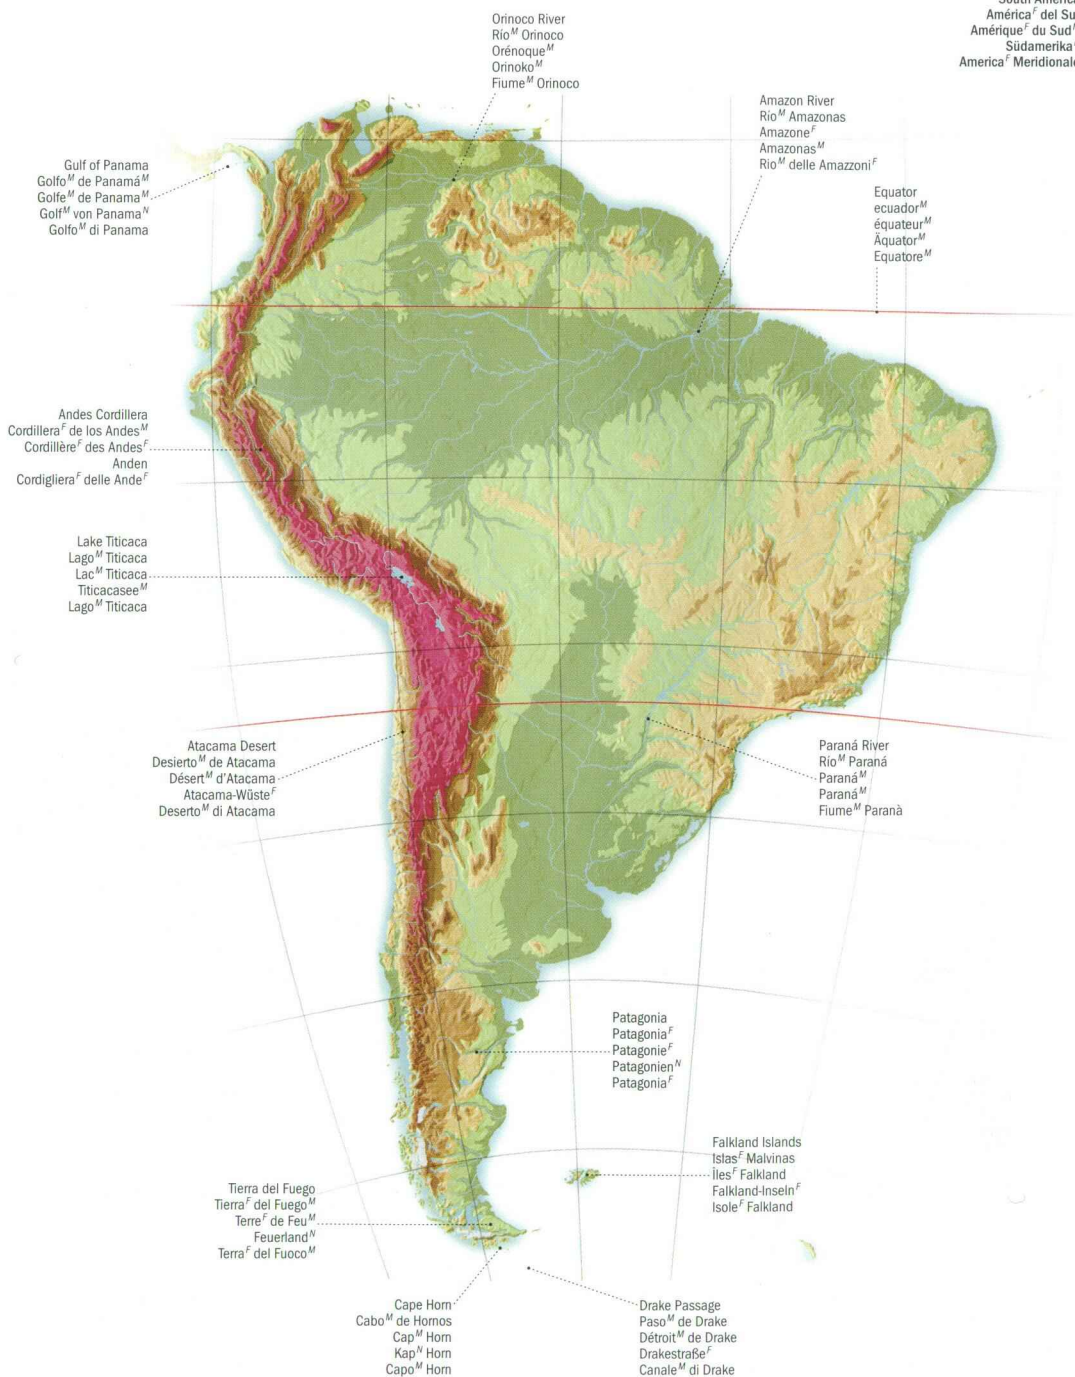 América^F del Su
Amérique^F du Sud
Südamerika
America^F Meridionale
Orinoco River
Río^M Orinoco
Orénoque^M
Orinoko^M
Fiume^M Orinoco
Amazon River
Río^M Amazonas
Amazone^F
Amazonas^M
Rio^M delle Amazzoni^F
Gulf of Panama
Golfo^M de Panamá^M
Golfe^M de Panama^M
Golf^M von Panama^N
Golfo^M di Panama
Equator
ecuador^M
équateur^M
Äquator^M
Equatore^M
Andes Cordillera
Cordillera^F de los Andes^M
Cordillère^F des Andes^F
Anden
Cordigliera^F delle Ande^F
Lake Titicaca
Lago^M Titicaca
Lac^M Titicaca
Titicacasee^M
Lago^M Titicaca
Atacama Desert
Desierto^M de Atacama
Désert^M d'Atacama
Atacama-Wüste^F
Deserto^M di Atacama
Paraná River
Río^M Paraná
Paraná^M
Paraná^M
Fiume^M Paranà
Patagonia
Patagonia^F
Patagonie^F
Patagonien^N
Patagonia^F
Falkland Islands
Islas^F Malvinas
Îles^F Falkland
Falkland-Inseln^F
Isole^F Falkland
Tierra del Fuego
Tierra^F del Fuego^M
Terre^F de Feu^M
Feuerland^N
Terra^F del Fuoco^M
Cape Horn
Cabo^M de Hornos
Cap^M Horn
Kap^N Horn
Capo^M Horn
Drake Passage
Paso^M de Drake
Détroit^M de Drake
Drakestraße^F
Canale^M di Drake